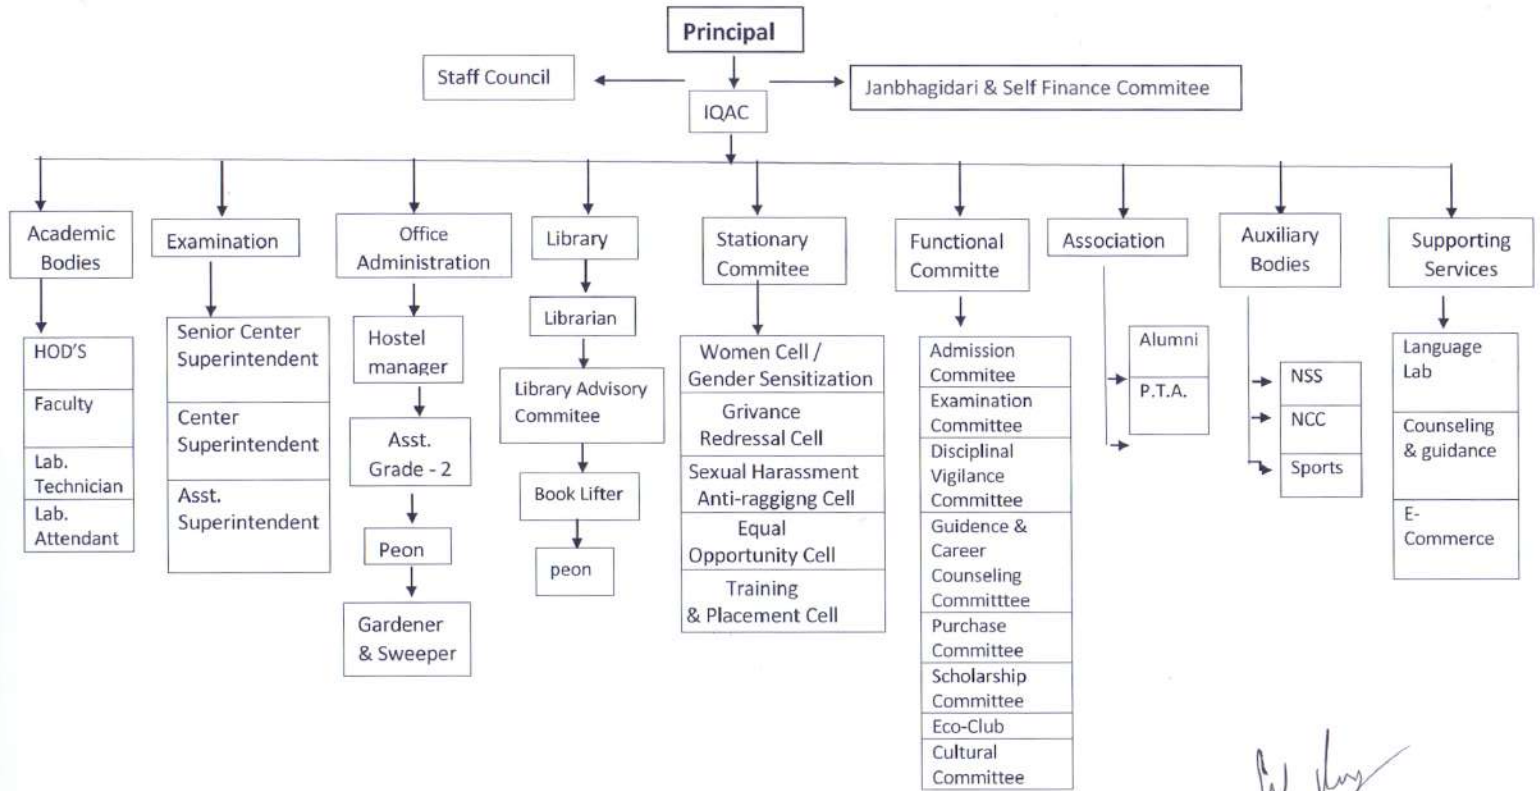 Principal
Staff Council
Janbhagidari & Self Finance Commitee
IQAC
Academic
Bodies
HOD'S
Faculty
Lab.
Technician
Lab.
Attendant
Examination
Senior Center
Superintendent
Center
Superintendent
Asst.
Superintendent
Office
Administration
Hostel
manager
Asst.
Grade - 2
Peon
Gardener
& Sweeper
Library
Librarian
Library Advisory
Commitee
Book Lifter
peon
Stationary
Commitee
Women Cell /
Gender Sensitization
Grivance
Redressal Cell
Sexual Harassment
Anti-raggigng Cell
Equal
Opportunity Cell
Training
& Placement Cell
Functional
Committe
Admission
Commitee
Examination
Committee
Disciplinal
Vigilance
Committee
Guidence &
Career
Counseling
Committtee
Purchase
Committee
Scholarship
Committee
Eco-Club
Cultural
Committee
Association
Alumni
P.T.A.
Auxiliary
Bodies
NSS
NCC
Sports
Supporting
Services
Language
Lab
Counseling
& guidance
E-
Commerce